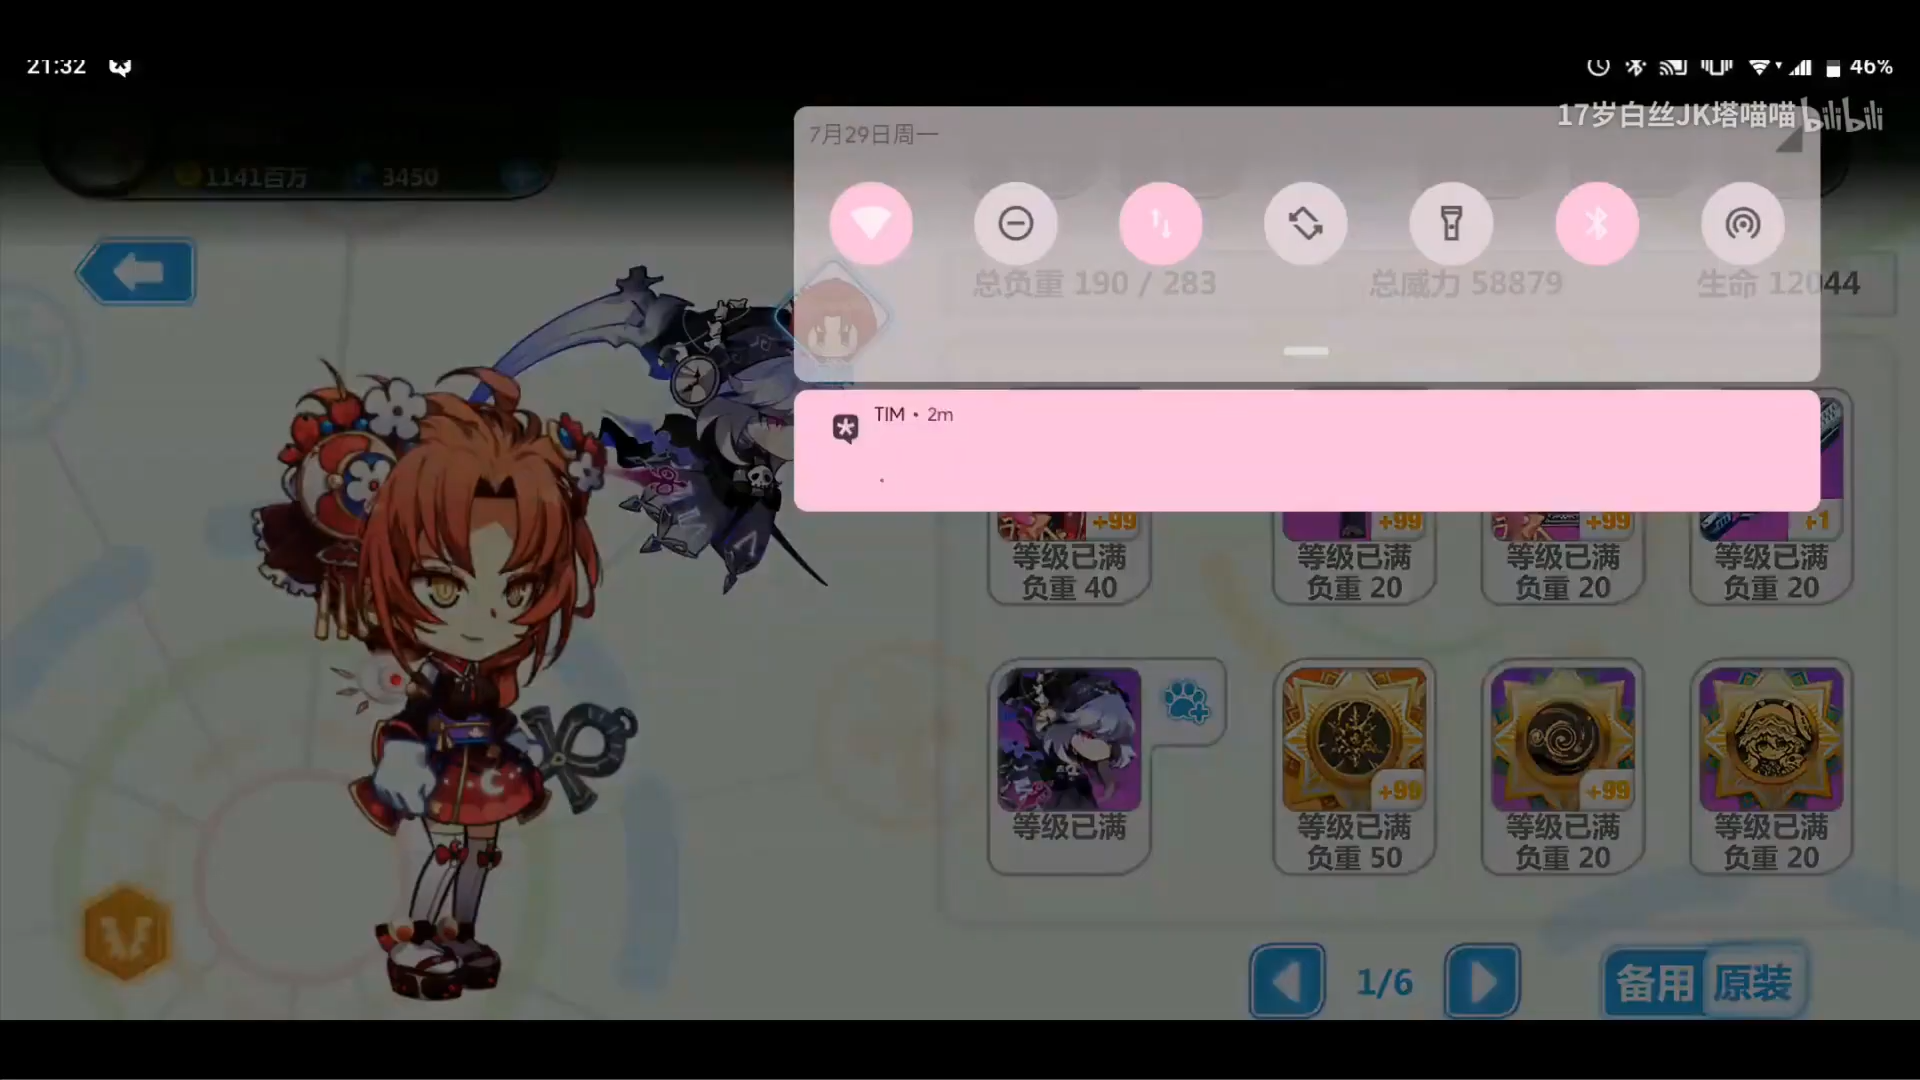 21:32
46%
17岁白丝JK塔喵喵 bilibili
7月29日周一
1141百万
3450
总负重 190 / 283
总威力 58879
生命 12044
TIM • 2m
+99
+99
+99
+1
等级已满
负重 40
等级已满
负重 20
等级已满
负重 20
等级已满
负重 20
+99
+99
等级已满
等级已满
负重 50
等级已满
负重 20
等级已满
负重 20
1/6
备用
原装